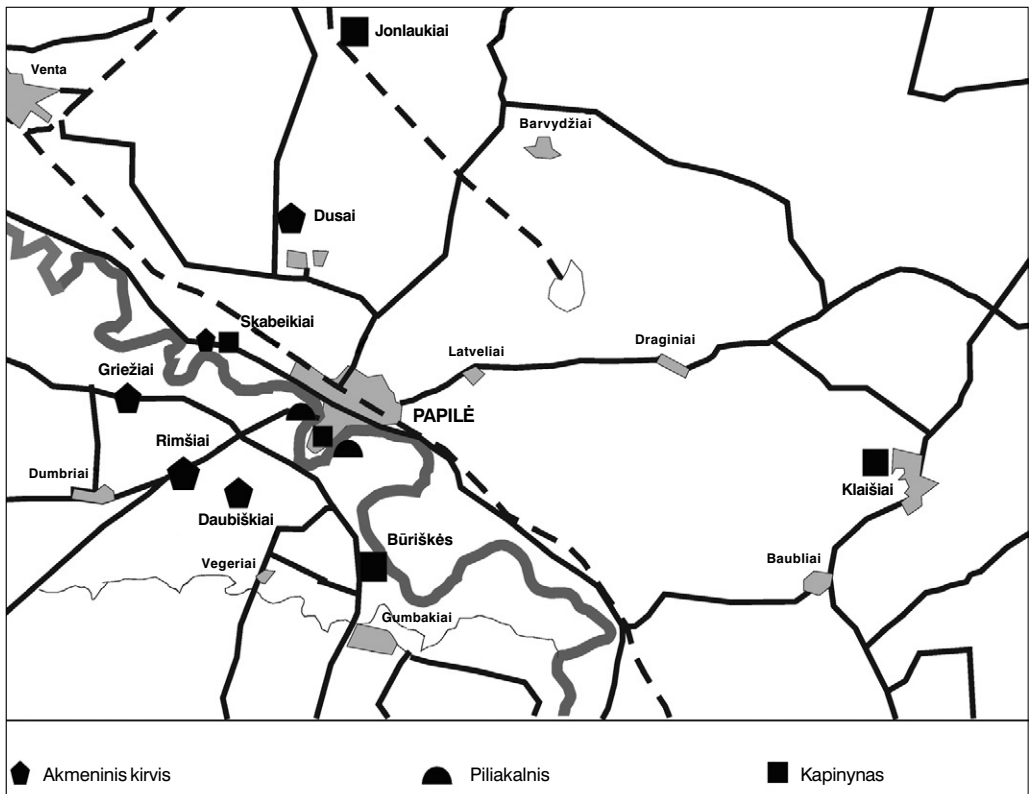 Jonlaukiai
Venta
Barvydžiai
Dusai
Skabeikiai
Draginiai
Latveliai
Griežiai
PAPILĖ
Rimšiai
Dumbriai
Klaišiai
Daubiškiai
Būriškės
Baubliai
Vegeriai
Gumbakiai
Akmeninis kirvis
Piliakalnis
Kapinynas